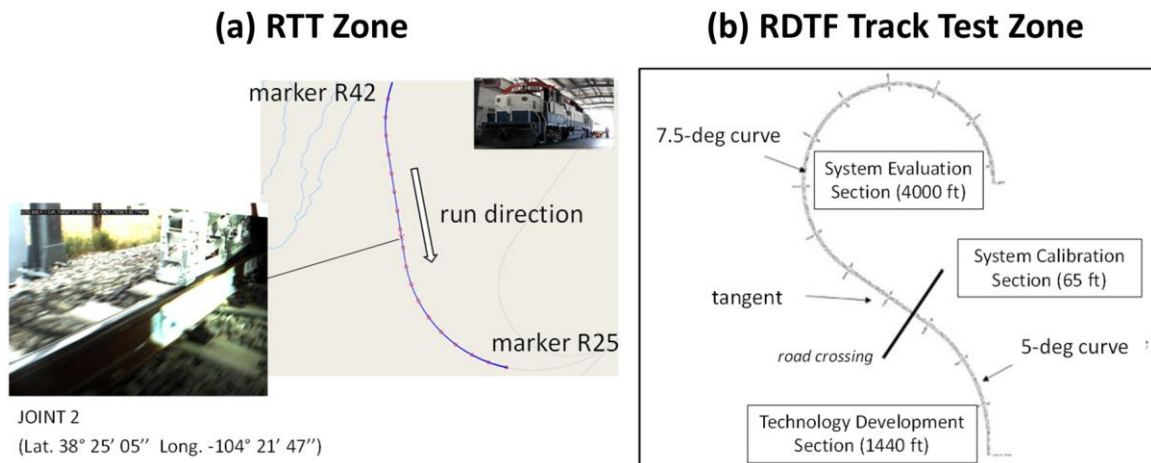 (a) RTT Zone
(b) RDTF Track Test Zone
marker R42
run direction
marker R25
JOINT 2
(Lat. 38° 25′ 05″ Long. -104° 21′ 47″)
7.5-deg curve
System Evaluation
Section (4000 ft)
System Calibration
Section (65 ft)
tangent
road crossing
5-deg curve
Technology Development
Section (1440 ft)